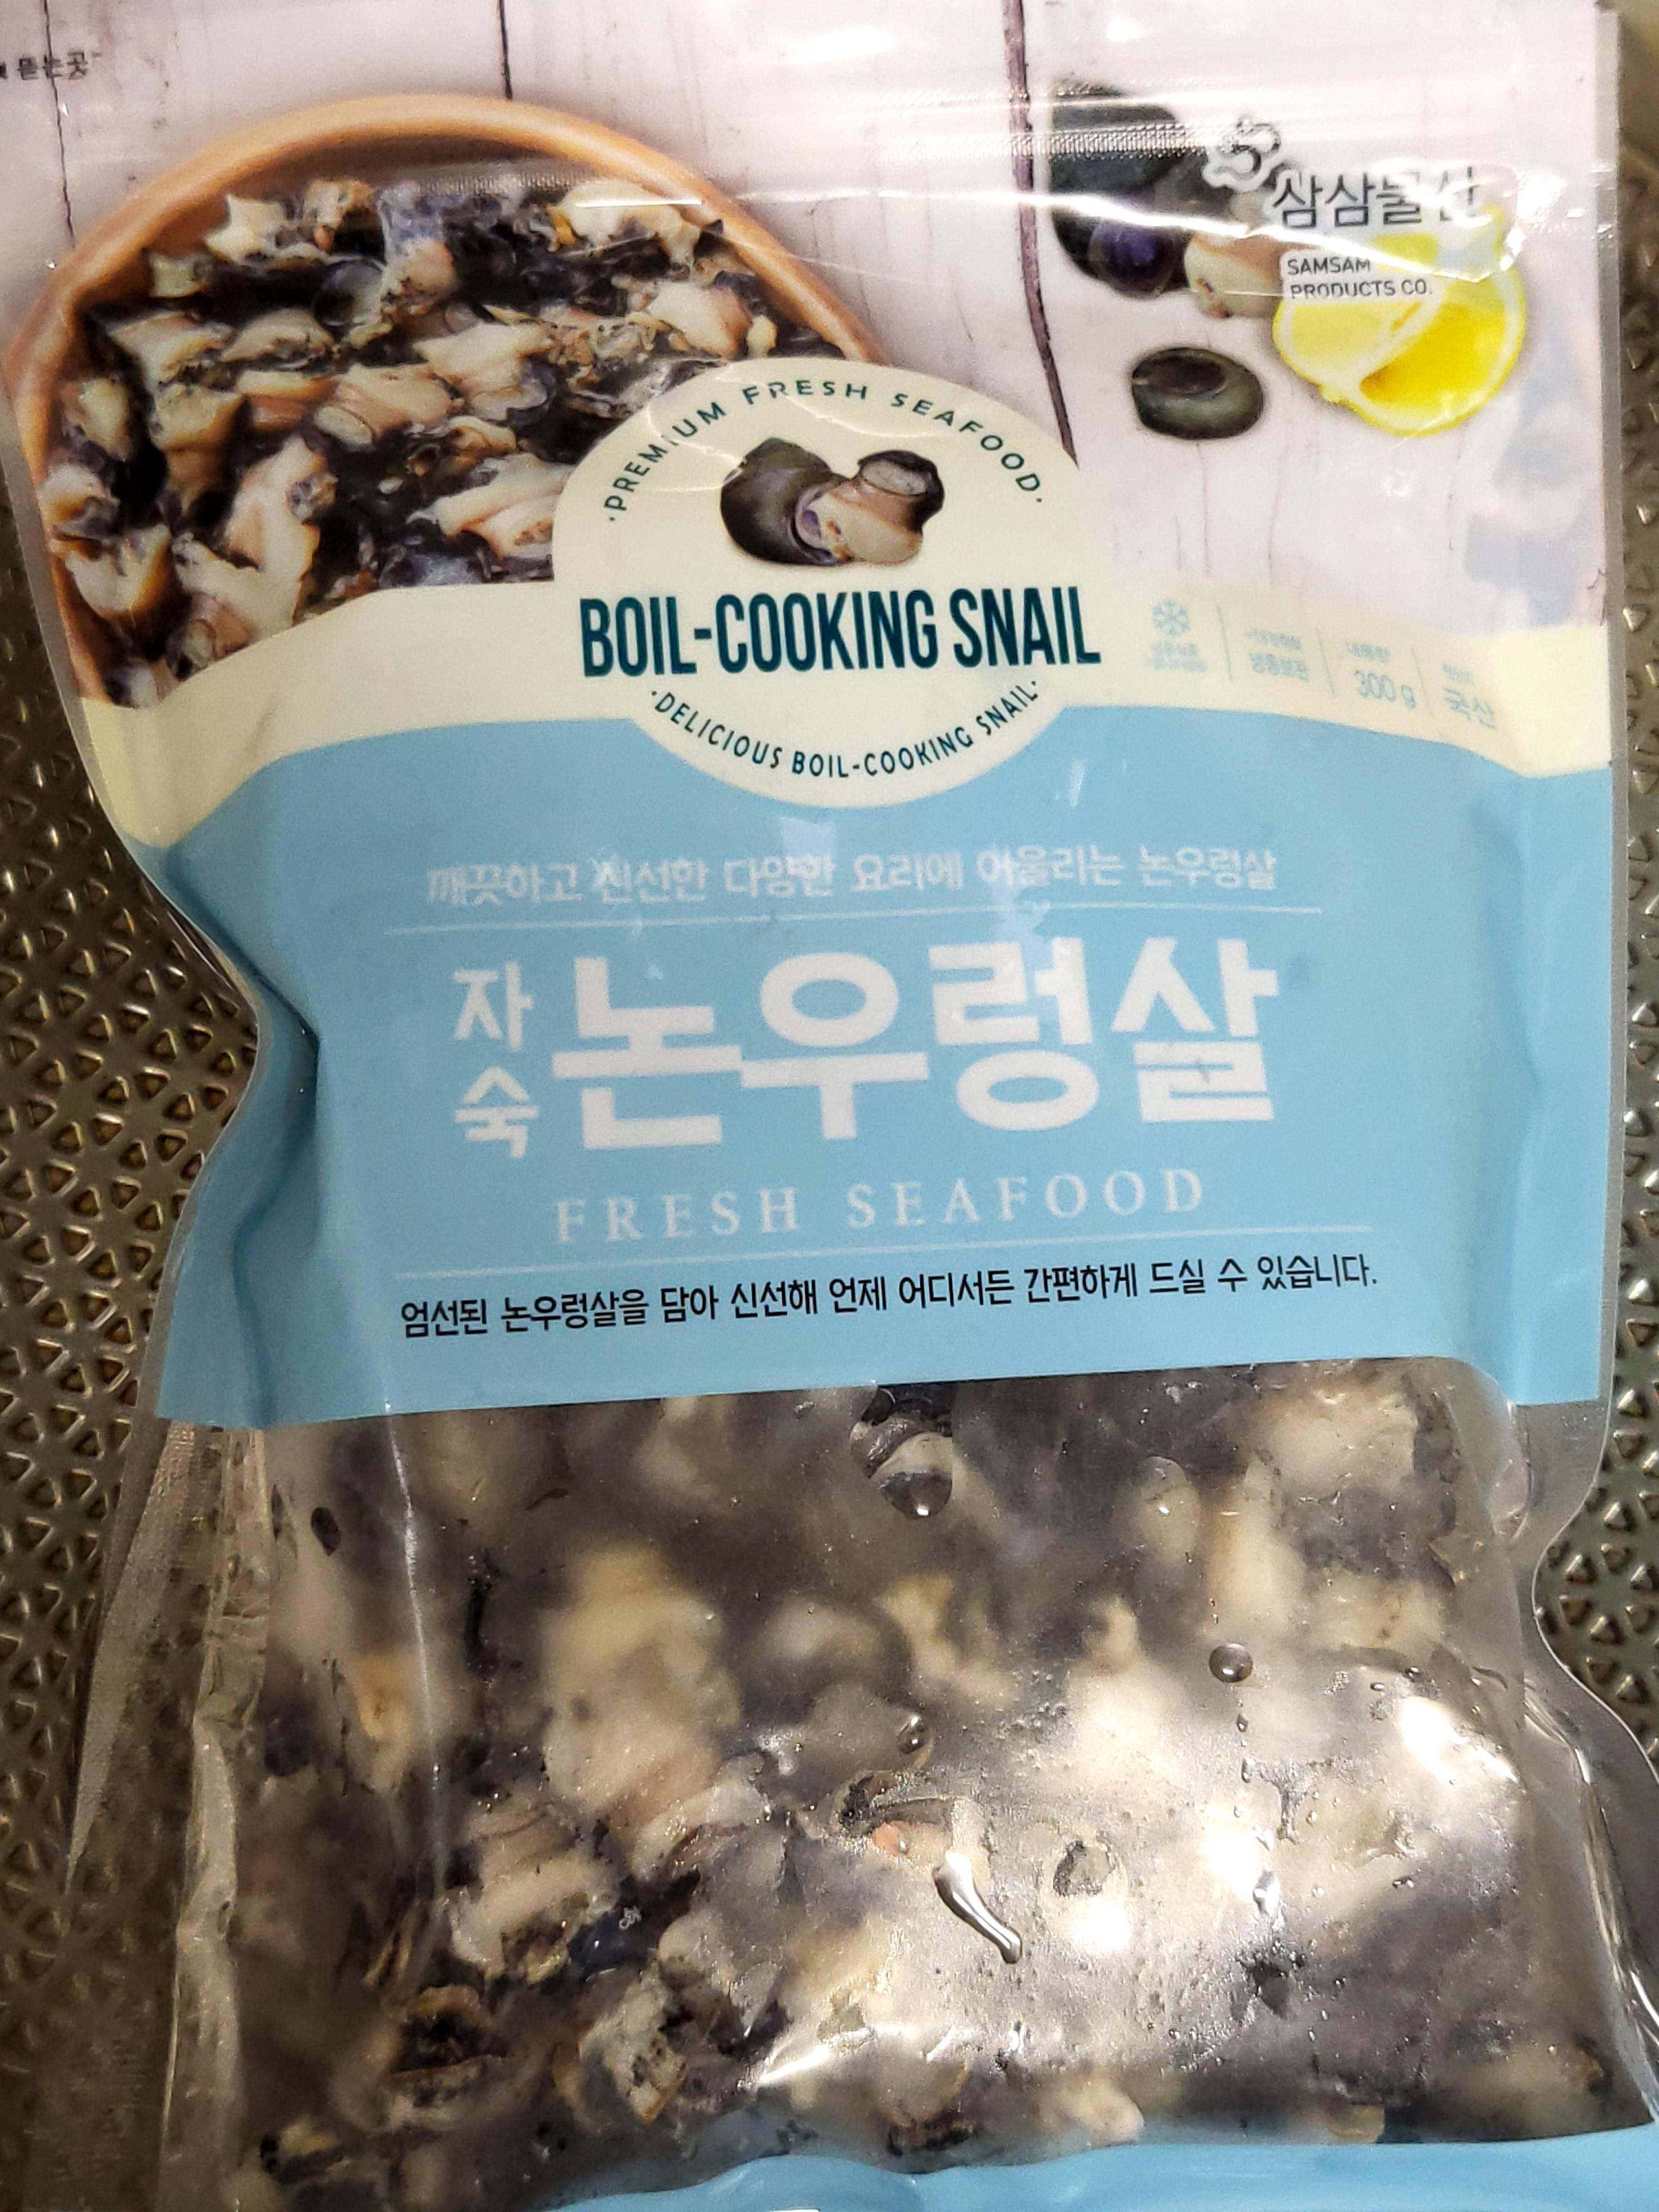 뜯는곳
삼삼물산
SAMSAM
PRODUCTS CO.
·PREMIUM FRESH SEAFOOD·
BOIL-COOKING SNAIL
·DELICIOUS BOIL-COOKING SNAIL·
냉동보관
300 g
국산
깨끗하고 신선한 다양한 요리에 어울리는 논우렁살
자숙 논우렁살
FRESH SEAFOOD
엄선된 논우렁살을 담아 신선해 언제 어디서든 간편하게 드실 수 있습니다.